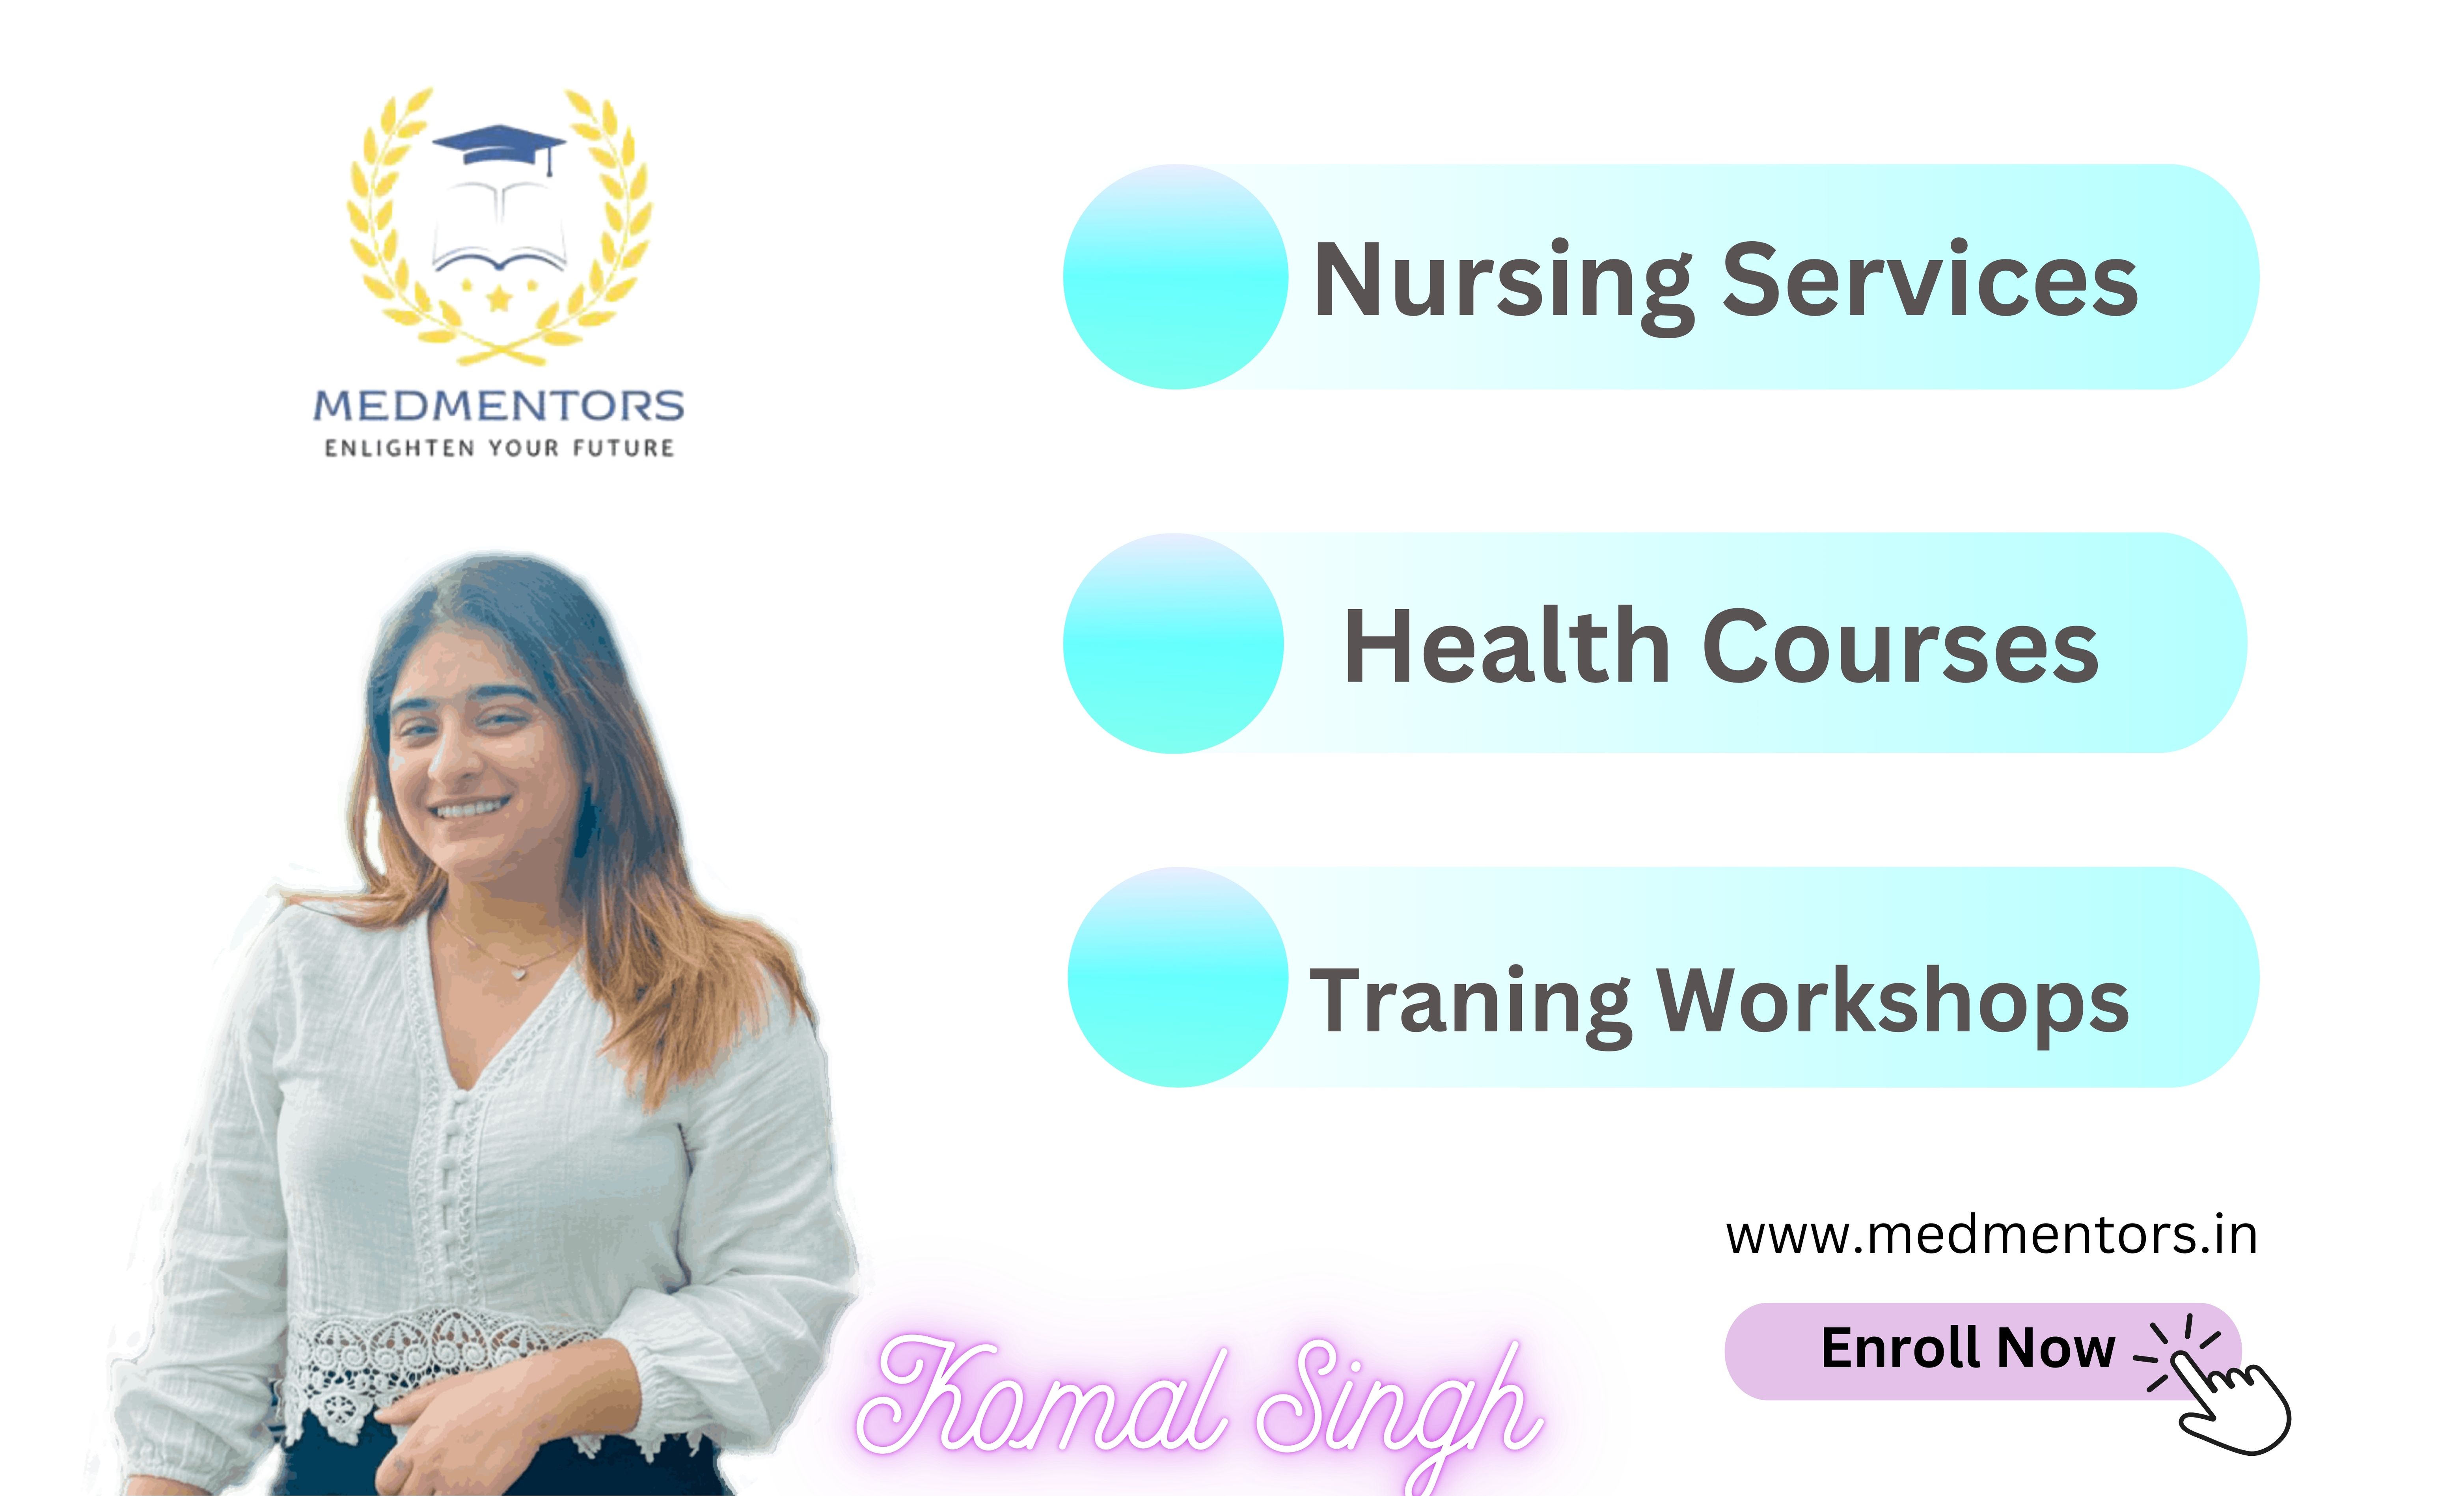 MEDMENTORS
ENLIGHTEN YOUR FUTURE
Nursing Services
Health Courses
Traning Workshops
www.medmentors.in
Enroll Now
Komal Singh